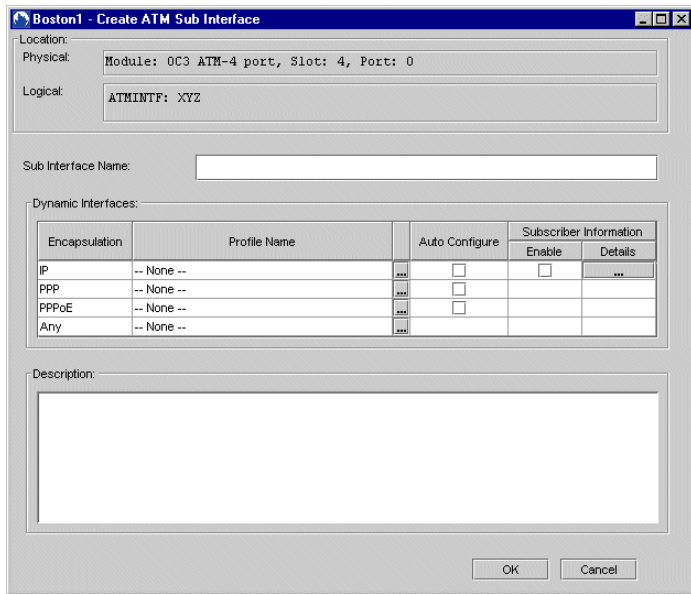 Boston1 - Create ATM Sub Interface
Location:
Physical: Module: OC3 ATM-4 port, Slot: 4, Port: 0
Logical: ATMINTF: XYZ
Sub Interface Name:
Dynamic Interfaces:
Encapsulation Profile Name Auto Configure Subscriber Information
Enable Details
IP -- None -- ... ...
PPP -- None -- ...
PPPoE -- None -- ...
Any -- None -- ...
Description:
OK Cancel